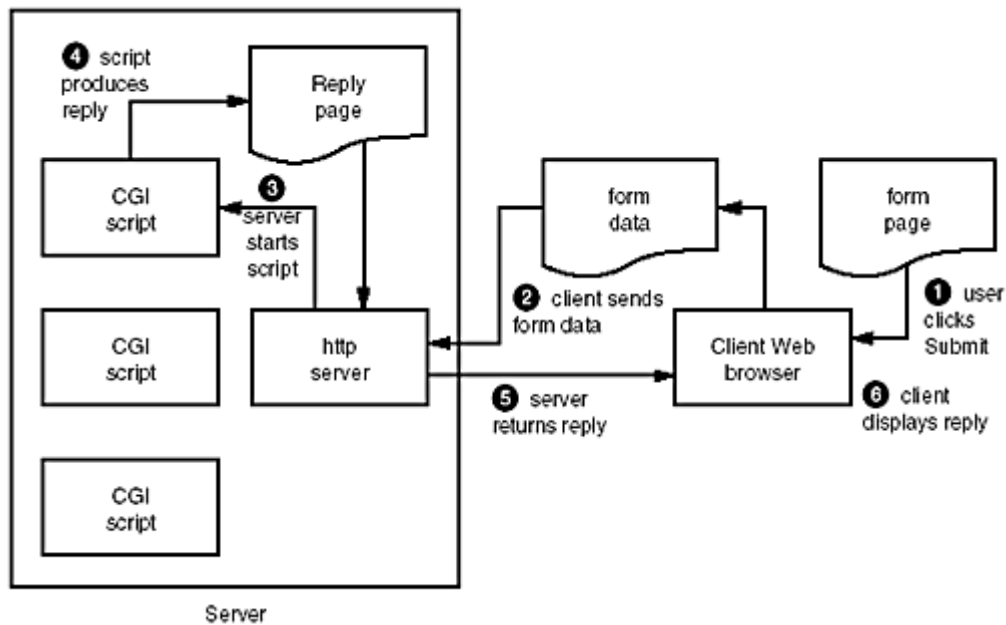 4 script
produces
reply
Reply
page
CGI
script
3
server
starts
script
form
data
form
page
2 client sends
form data
1 user
clicks
Submit
CGI
script
http
server
Client Web
browser
5 server
returns reply
6 client
displays reply
CGI
script
Server